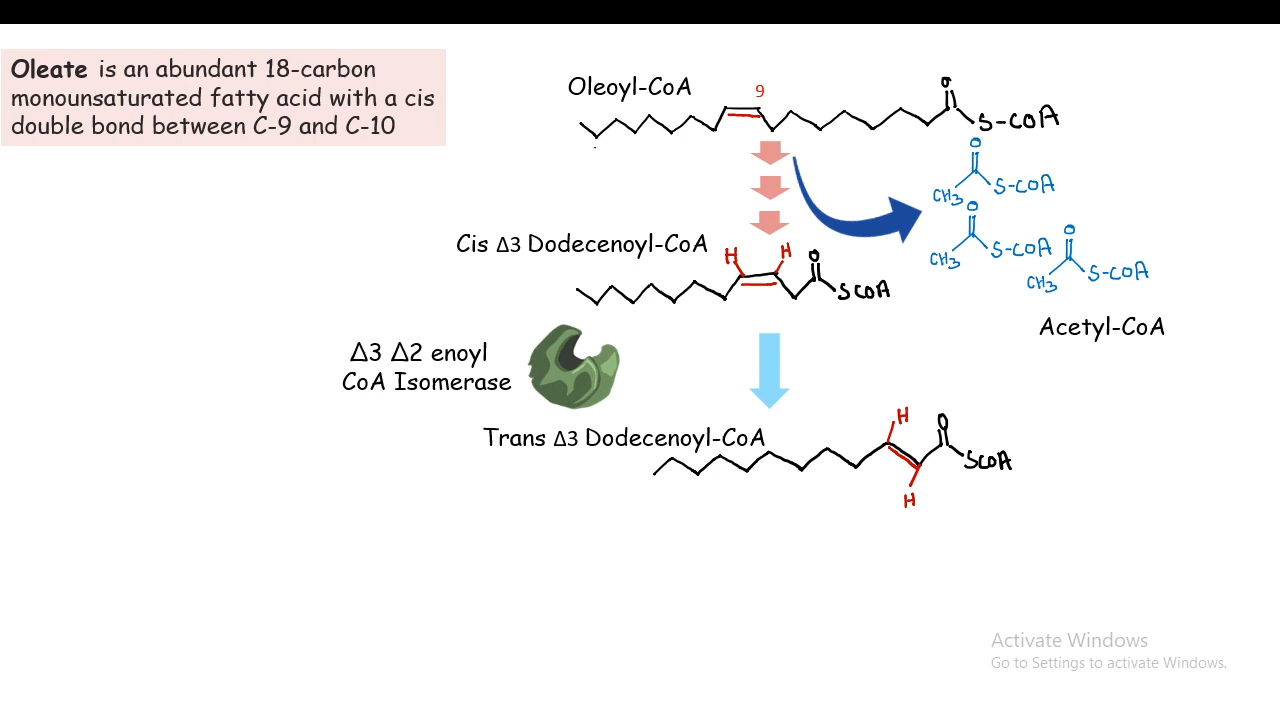 Oleate is an abundant 18-carbon
monounsaturated fatty acid with a cis
double bond between C-9 and C-10
Oleoyl-CoA
9
O
S-COA
O
CH3
S-COA
O
CH3
S-COA
O
CH3
S-COA
Acetyl-CoA
Cis Δ3 Dodecenoyl-CoA
H
H
O
SCOA
Δ3 Δ2 enoyl
CoA Isomerase
Trans Δ3 Dodecenoyl-CoA
H
H
O
SCOA
Activate Windows
Go to Settings to activate Windows.